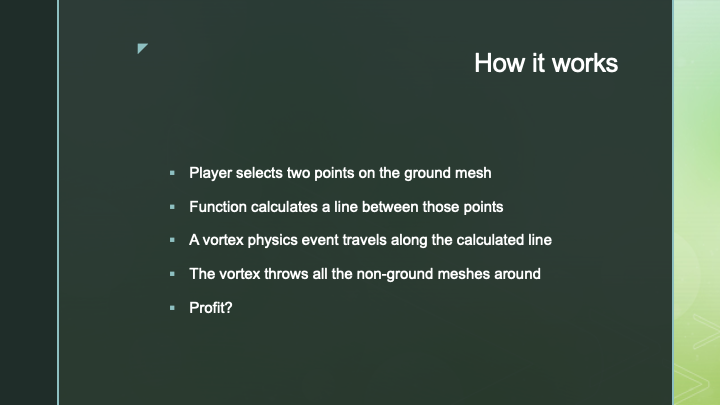 How it works
Player selects two points on the ground mesh
Function calculates a line between those points
A vortex physics event travels along the calculated line
The vortex throws all the non-ground meshes around
Profit?